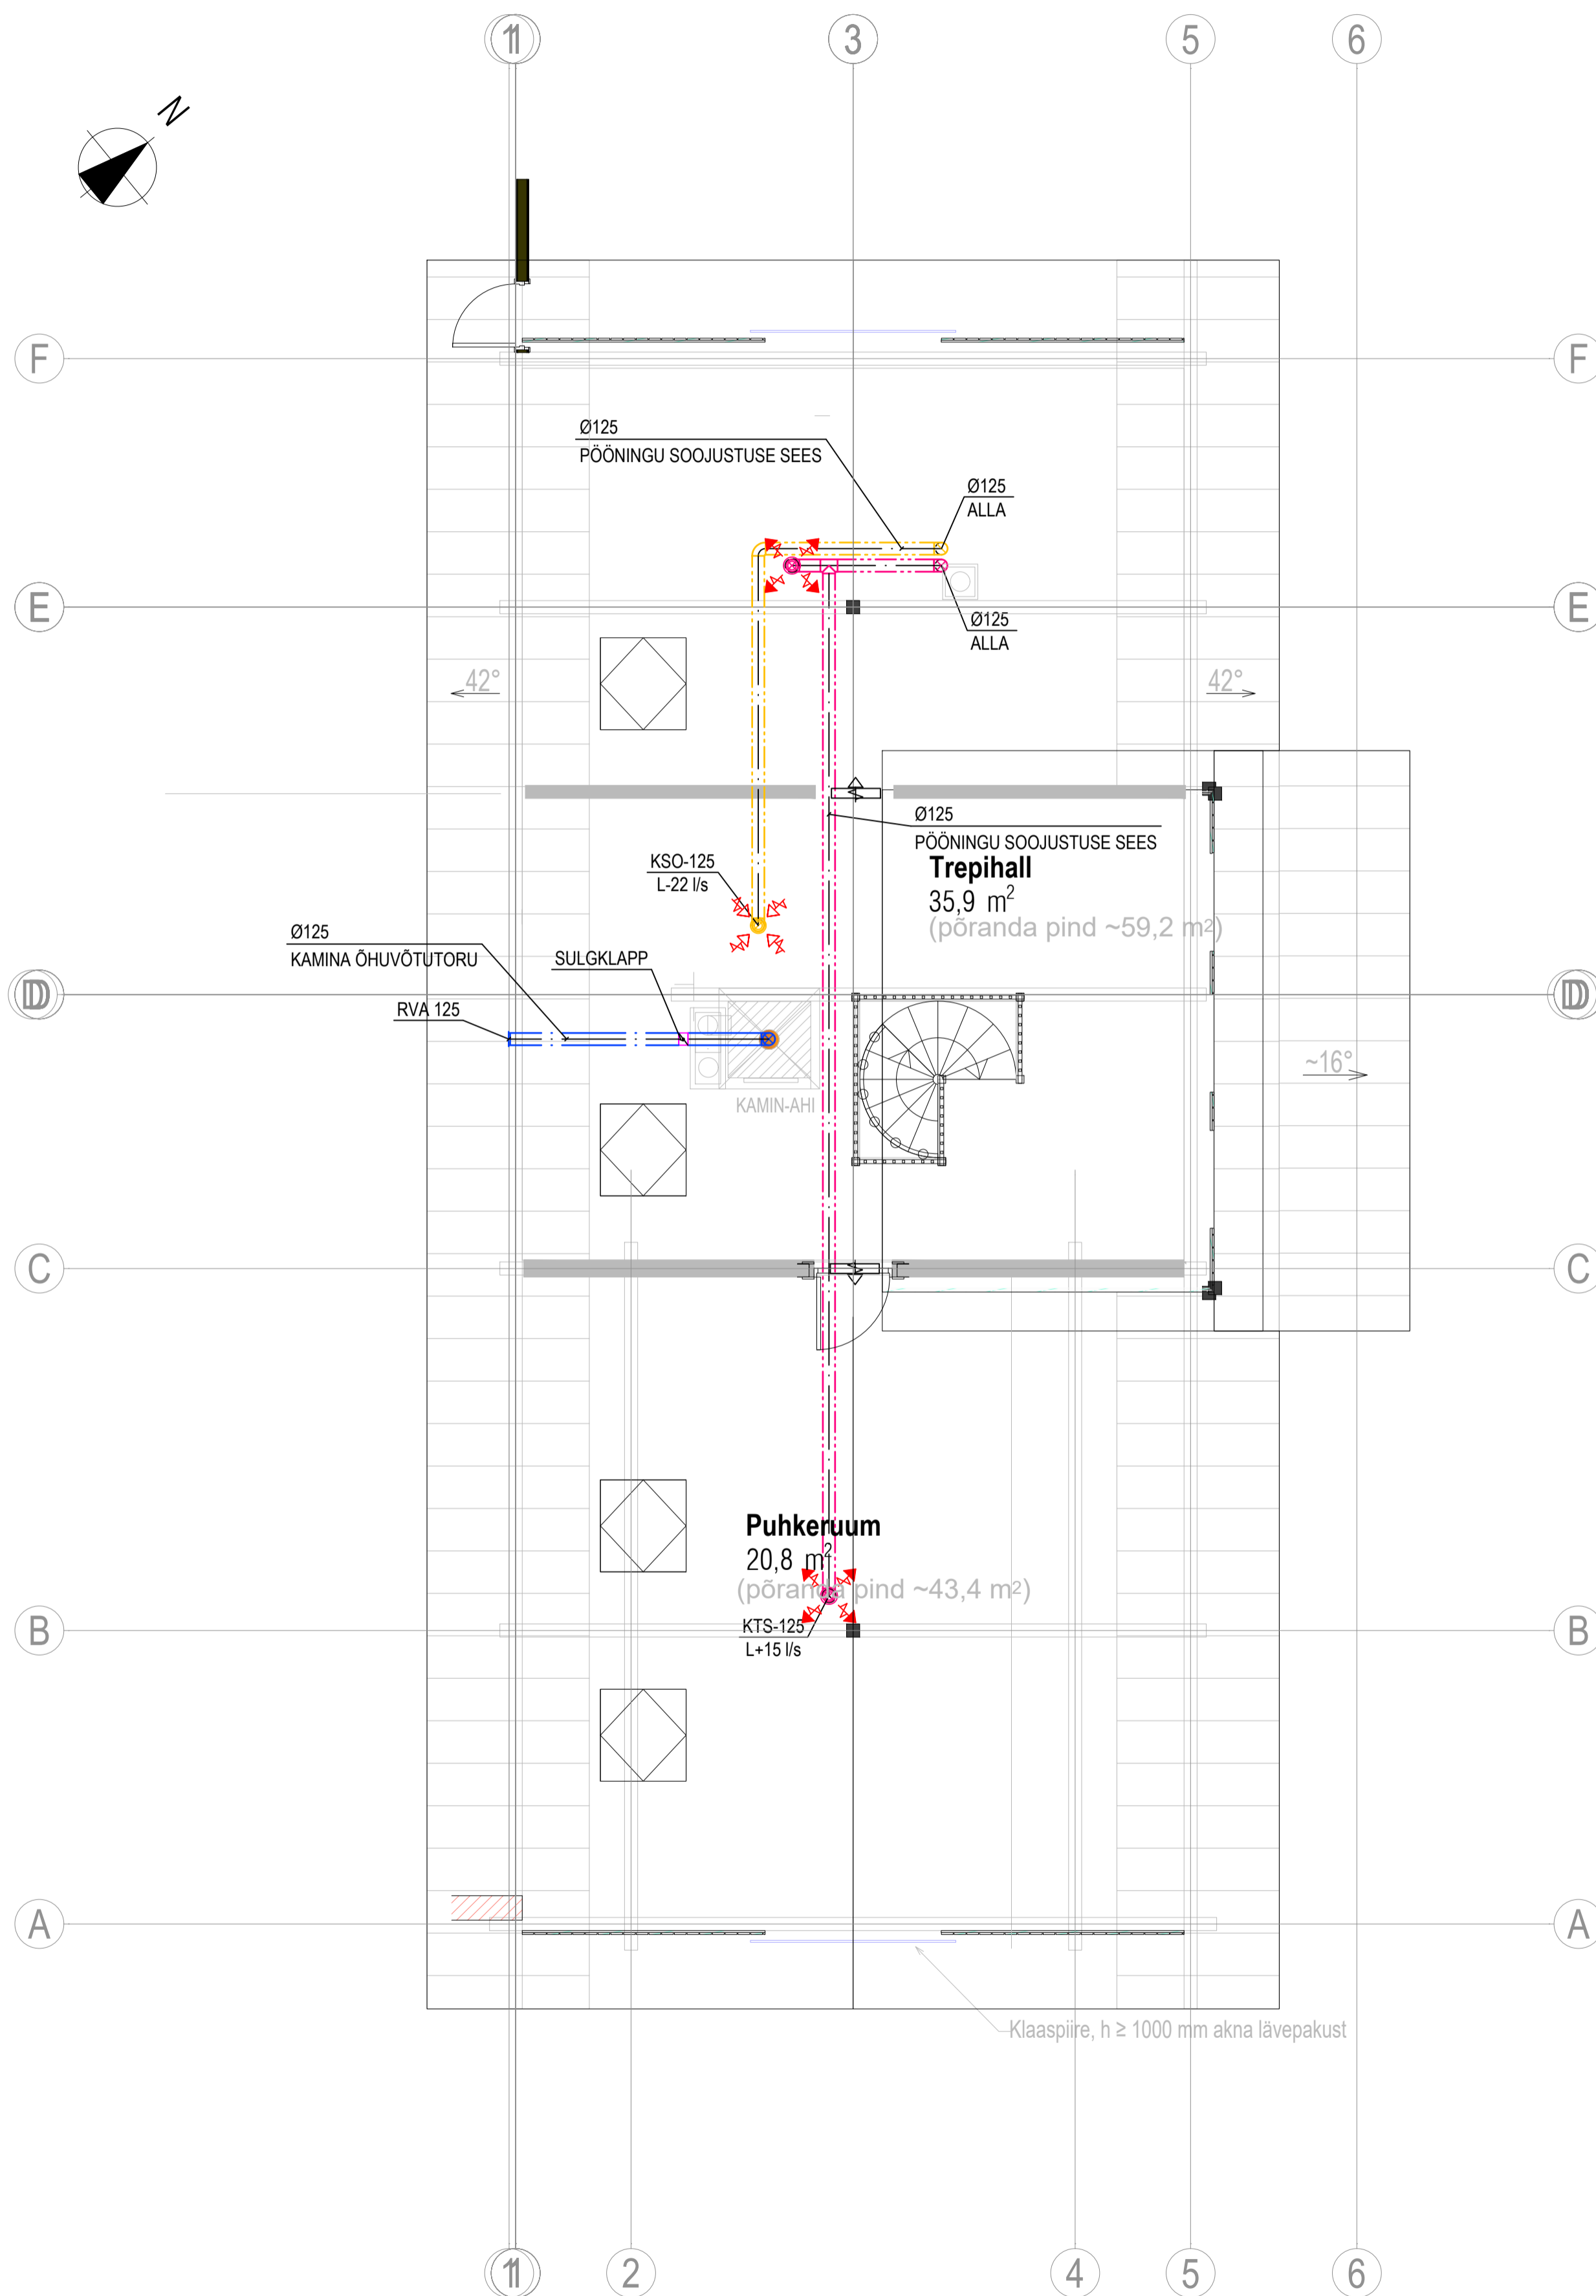 11
3
5
6
N
F
F
Ø125
PÖÖNINGU SOOJUSTUSE SEES
Ø125
ALLA
E
E
Ø125
ALLA
42°
42°
Ø125
PÖÖNINGU SOOJUSTUSE SEES
KSO-125
L-22 l/s
Trepihall
35,9 m²
(põranda pind ~59,2 m²)
Ø125
KAMINA ÕHUVÕTUTORU
SULGKLAPP
D
D
RVA 125
~16°
KAMIN-AHI
C
C
Puhkeruum
20,8 m²
(põranda pind ~43,4 m²)
KTS-125
L+15 l/s
B
B
A
A
Klaaspiire, h ≥ 1000 mm akna lävepakust
11
2
4
5
6